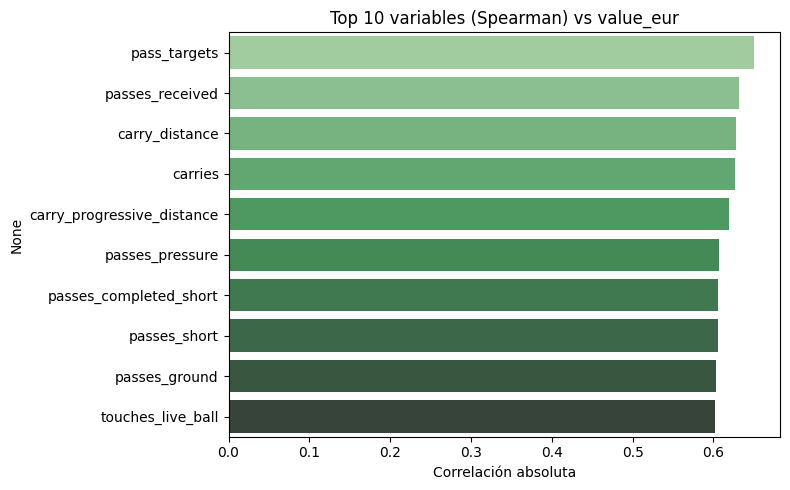 Top 10 variables (Spearman) vs value_eur
pass_targets
passes_received
carry_distance
carries
carry_progressive_distance
passes_pressure
passes_completed_short
passes_short
passes_ground
touches_live_ball
None
0.0 0.1 0.2 0.3 0.4 0.5 0.6
Correlación absoluta